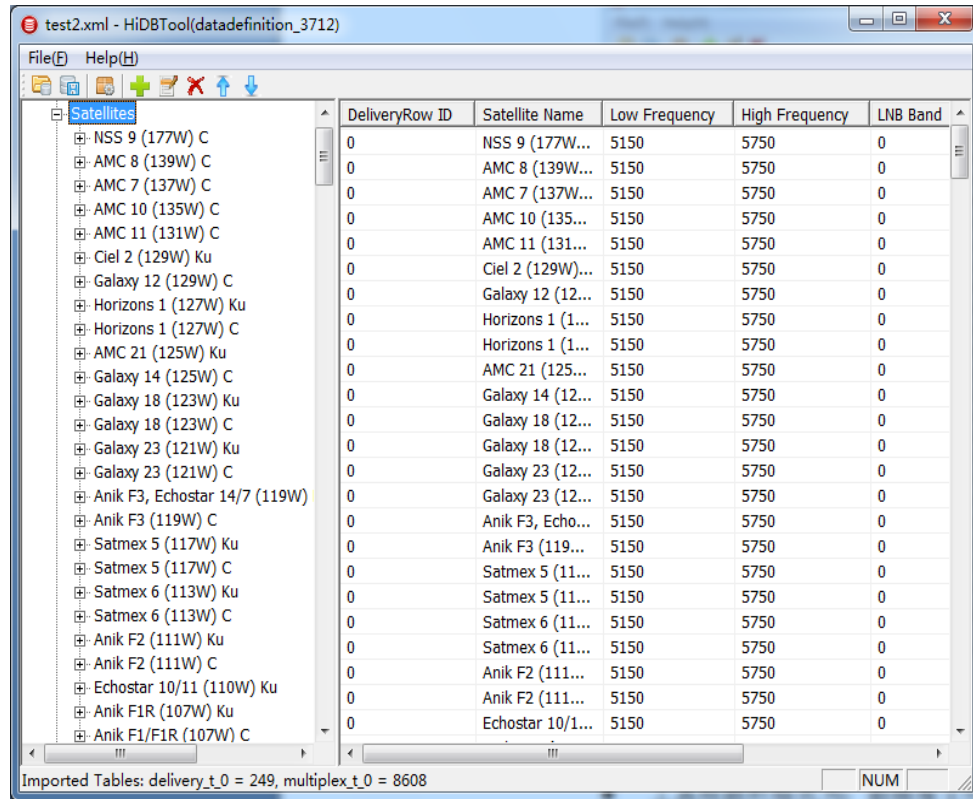 test2.xml - HiDBTool(datadefinition_3712)
File(F) Help(H)
Satellites
NSS 9 (177W) C
AMC 8 (139W) C
AMC 7 (137W) C
AMC 10 (135W) C
AMC 11 (131W) C
Ciel 2 (129W) Ku
Galaxy 12 (129W) C
Horizons 1 (127W) Ku
Horizons 1 (127W) C
AMC 21 (125W) Ku
Galaxy 14 (125W) C
Galaxy 18 (123W) Ku
Galaxy 18 (123W) C
Galaxy 23 (121W) Ku
Galaxy 23 (121W) C
Anik F3, Echostar 14/7 (119W)
Anik F3 (119W) C
Satmex 5 (117W) Ku
Satmex 5 (117W) C
Satmex 6 (113W) Ku
Satmex 6 (113W) C
Anik F2 (111W) Ku
Anik F2 (111W) C
Echostar 10/11 (110W) Ku
Anik F1R (107W) Ku
Anik F1/F1R (107W) C
DeliveryRow ID Satellite Name Low Frequency High Frequency LNB Band
0 NSS 9 (177W... 5150 5750 0
0 AMC 8 (139W... 5150 5750 0
0 AMC 7 (137W... 5150 5750 0
0 AMC 10 (135... 5150 5750 0
0 AMC 11 (131... 5150 5750 0
0 Ciel 2 (129W)... 5150 5750 0
0 Galaxy 12 (12... 5150 5750 0
0 Horizons 1 (1... 5150 5750 0
0 Horizons 1 (1... 5150 5750 0
0 AMC 21 (125... 5150 5750 0
0 Galaxy 14 (12... 5150 5750 0
0 Galaxy 18 (12... 5150 5750 0
0 Galaxy 18 (12... 5150 5750 0
0 Galaxy 23 (12... 5150 5750 0
0 Galaxy 23 (12... 5150 5750 0
0 Anik F3, Echo... 5150 5750 0
0 Anik F3 (119... 5150 5750 0
0 Satmex 5 (11... 5150 5750 0
0 Satmex 5 (11... 5150 5750 0
0 Satmex 6 (11... 5150 5750 0
0 Satmex 6 (11... 5150 5750 0
0 Anik F2 (111... 5150 5750 0
0 Anik F2 (111... 5150 5750 0
0 Echostar 10/1... 5150 5750 0
Imported Tables: delivery_t_0 = 249, multiplex_t_0 = 8608
NUM